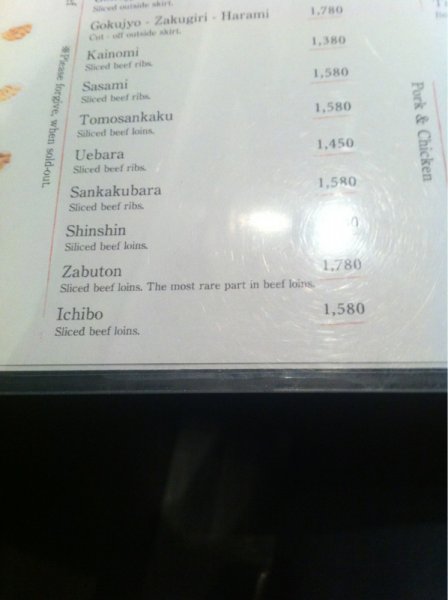 Sliced outside skirt.
Gokujyo - Zakugiri - Harami 1,780
Cut - off outside skirt.
Kainomi 1,380
Sliced beef ribs.
Sasami 1,580
Sliced beef ribs.
Tomosankaku 1,580
Siliced beef loins.
Uebara 1,450
Sliced beef ribs.
Sankakubara 1,580
Sliced beef ribs.
Shinshin
Siliced beef loins.
Zabuton 1,780
Sliced beef loins. The most rare part in beef loins.
Ichibo 1,580
Sliced beef loins.
※Please forgive, when sold-out.
Pork & Chicken